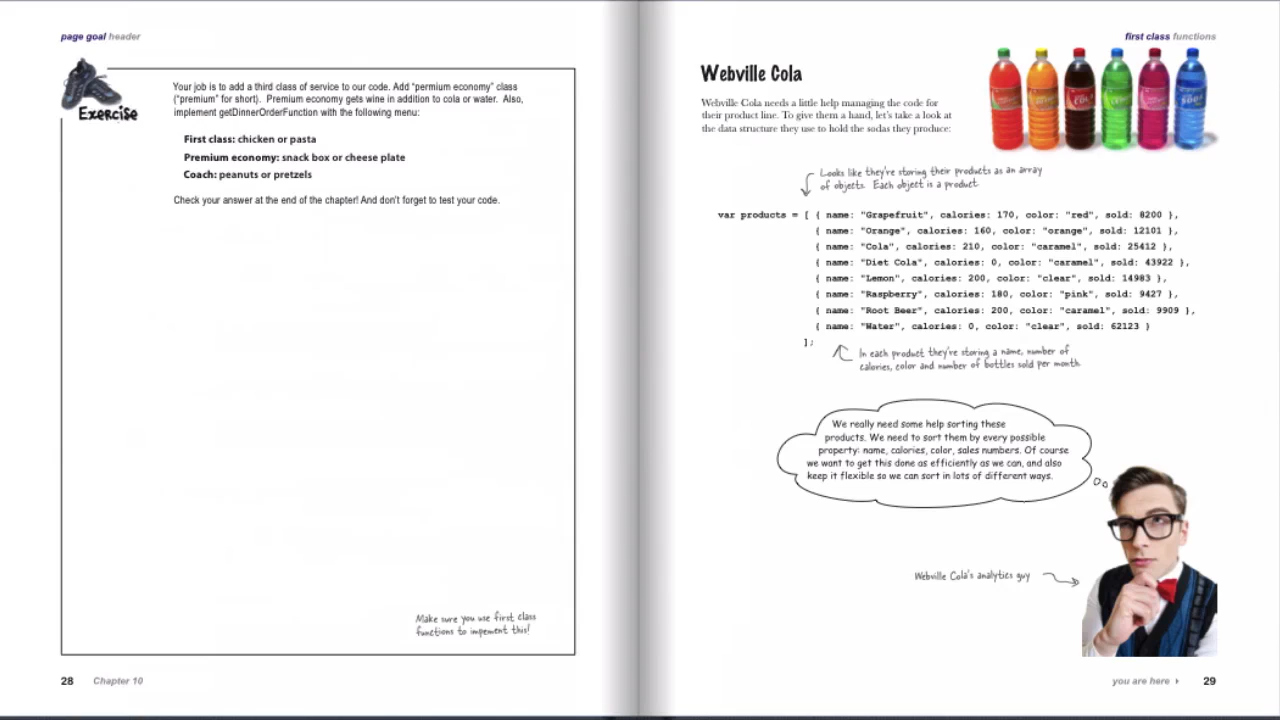 page goal header
Exercise
Your job is to add a third class of service to our code. Add "permium economy" class
("premium" for short). Premium economy gets wine in addition to cola or water. Also,
implement getDinnerOrderFunction with the following menu:
First class: chicken or pasta
Premium economy: snack box or cheese plate
Coach: peanuts or pretzels
Check your answer at the end of the chapter! And don't forget to test your code.
Make sure you use first class
functions to impement this!
28 Chapter 10
first class functions
Webville Cola
Webville Cola needs a little help managing the code for
their product line. To give them a hand, let's take a look at
the data structure they use to hold the sodas they produce:
Looks like they're storing their products as an array
of objects. Each object is a product.
var products = [ { name: "Grapefruit", calories: 170, color: "red", sold: 8200 },
{ name: "Orange", calories: 160, color: "orange", sold: 12101 },
{ name: "Cola", calories: 210, color: "caramel", sold: 25412 },
{ name: "Diet Cola", calories: 0, color: "caramel", sold: 43922 },
{ name: "Lemon", calories: 200, color: "clear", sold: 14983 },
{ name: "Raspberry", calories: 180, color: "pink", sold: 9427 },
{ name: "Root Beer", calories: 200, color: "caramel", sold: 9909 },
{ name: "Water", calories: 0, color: "clear", sold: 62123 }
];
In each product they're storing a name, number of
calories, color and number of bottles sold per month.
We really need some help sorting these
products. We need to sort them by every possible
property: name, calories, color, sales numbers. Of course
we want to get this done as efficiently as we can, and also
keep it flexible so we can sort in lots of different ways.
Webville Cola's analytics guy
you are here 29